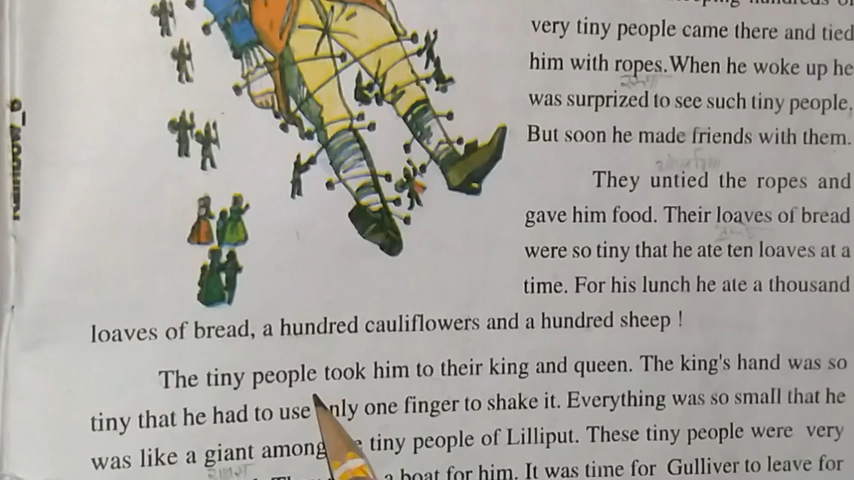 very tiny people came there and tied
him with ropes.When he woke up he
was surprized to see such tiny people.
But soon he made friends with them.
They untied the ropes and
gave him food. Their loaves of bread
were so tiny that he ate ten loaves at a
time. For his lunch he ate a thousand
loaves of bread, a hundred cauliflowers and a hundred sheep !
The tiny people took him to their king and queen. The king's hand was so
tiny that he had to use only one finger to shake it. Everything was so small that he
was like a giant among tiny people of Lilliput. These tiny people were very
a boat for him. It was time for Gulliver to leave for